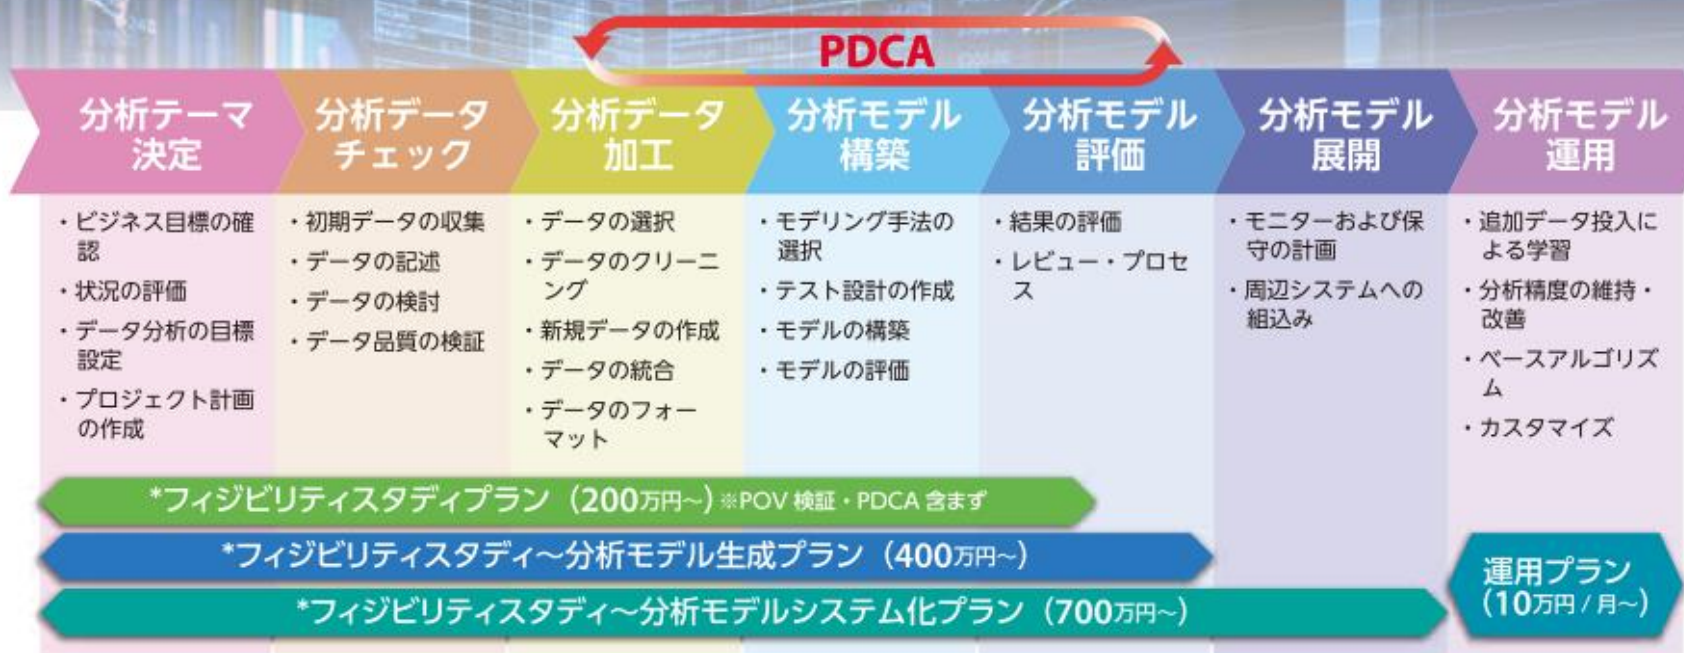 PDCA
分析テーマ
決定
分析データ
チェック
分析データ
加工
分析モデル
構築
分析モデル
評価
分析モデル
展開
分析モデル
運用
・ビジネス目標の確
認
・状況の評価
・データ分析の目標
設定
・プロジェクト計画
の作成
・初期データの収集
・データの記述
・データの検討
・データ品質の検証
・データの選択
・データのクリーニ
ング
・新規データの作成
・データの統合
・データのフォー
マット
・モデリング手法の
選択
・テスト設計の作成
・モデルの構築
・モデルの評価
・結果の評価
・レビュー・プロセ
ス
・モニターおよび保
守の計画
・周辺システムへの
組込み
・追加データ投入に
よる学習
・分析精度の維持・
改善
・ベースアルゴリズ
ム
・カスタマイズ
*フィジビリティスタディプラン（200万円～）※POV 検証・PDCA 含まず
*フィジビリティスタディ～分析モデル生成プラン（400万円～）
*フィジビリティスタディ～分析モデルシステム化プラン（700万円～）
運用プラン
（10万円 / 月～）